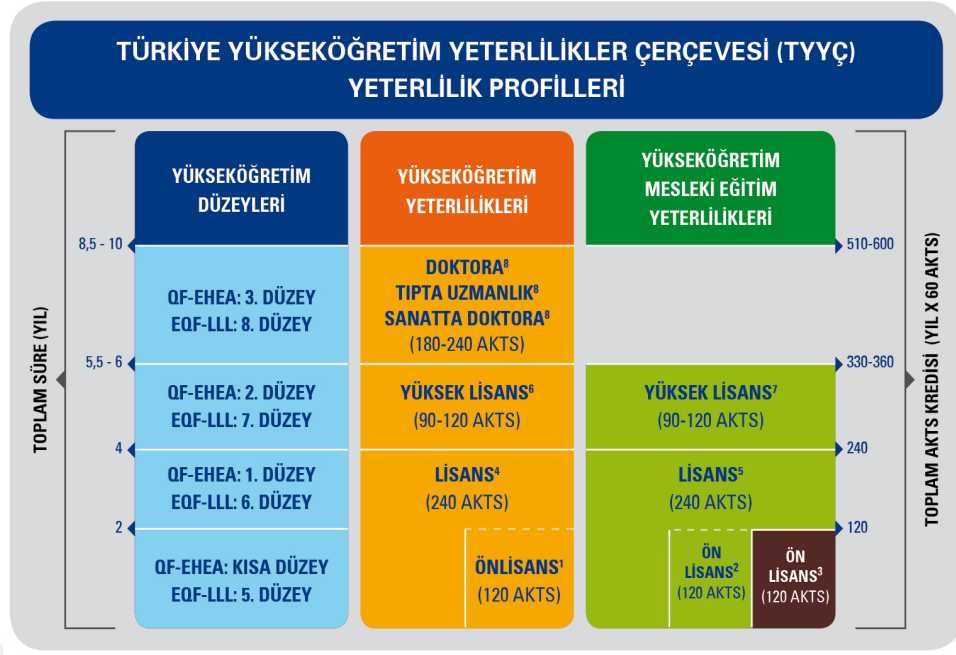 TÜRKİYE YÜKSEKÖĞRETİM YETERLİLİKLER ÇERÇEVESİ (TYYÇ)
YETERLİLİK PROFİLLERİ
TOPLAM SÜRE (YIL)
8,5 - 10
5,5 - 6
4
2
YÜKSEKÖĞRETİM
DÜZEYLERİ
QF-EHEA: 3. DÜZEY
EQF-LLL: 8. DÜZEY
QF-EHEA: 2. DÜZEY
EQF-LLL: 7. DÜZEY
QF-EHEA: 1. DÜZEY
EQF-LLL: 6. DÜZEY
QF-EHEA: KISA DÜZEY
EQF-LLL: 5. DÜZEY
YÜKSEKÖĞRETİM
YETERLİLİKLERİ
DOKTORA⁸
TIPTA UZMANLIK⁸
SANATTA DOKTORA⁸
(180-240 AKTS)
YÜKSEK LİSANS⁶
(90-120 AKTS)
LİSANS⁴
(240 AKTS)
ÖNLİSANS¹
(120 AKTS)
YÜKSEKÖĞRETİM
MESLEKİ EĞİTİM
YETERLİLİKLERİ
YÜKSEK LİSANS⁷
(90-120 AKTS)
LİSANS⁵
(240 AKTS)
ÖN
LİSANS²
(120 AKTS)
ÖN
LİSANS³
(120 AKTS)
510-600
330-360
240
120
TOPLAM AKTS KREDİSİ (YIL X 60 AKTS)